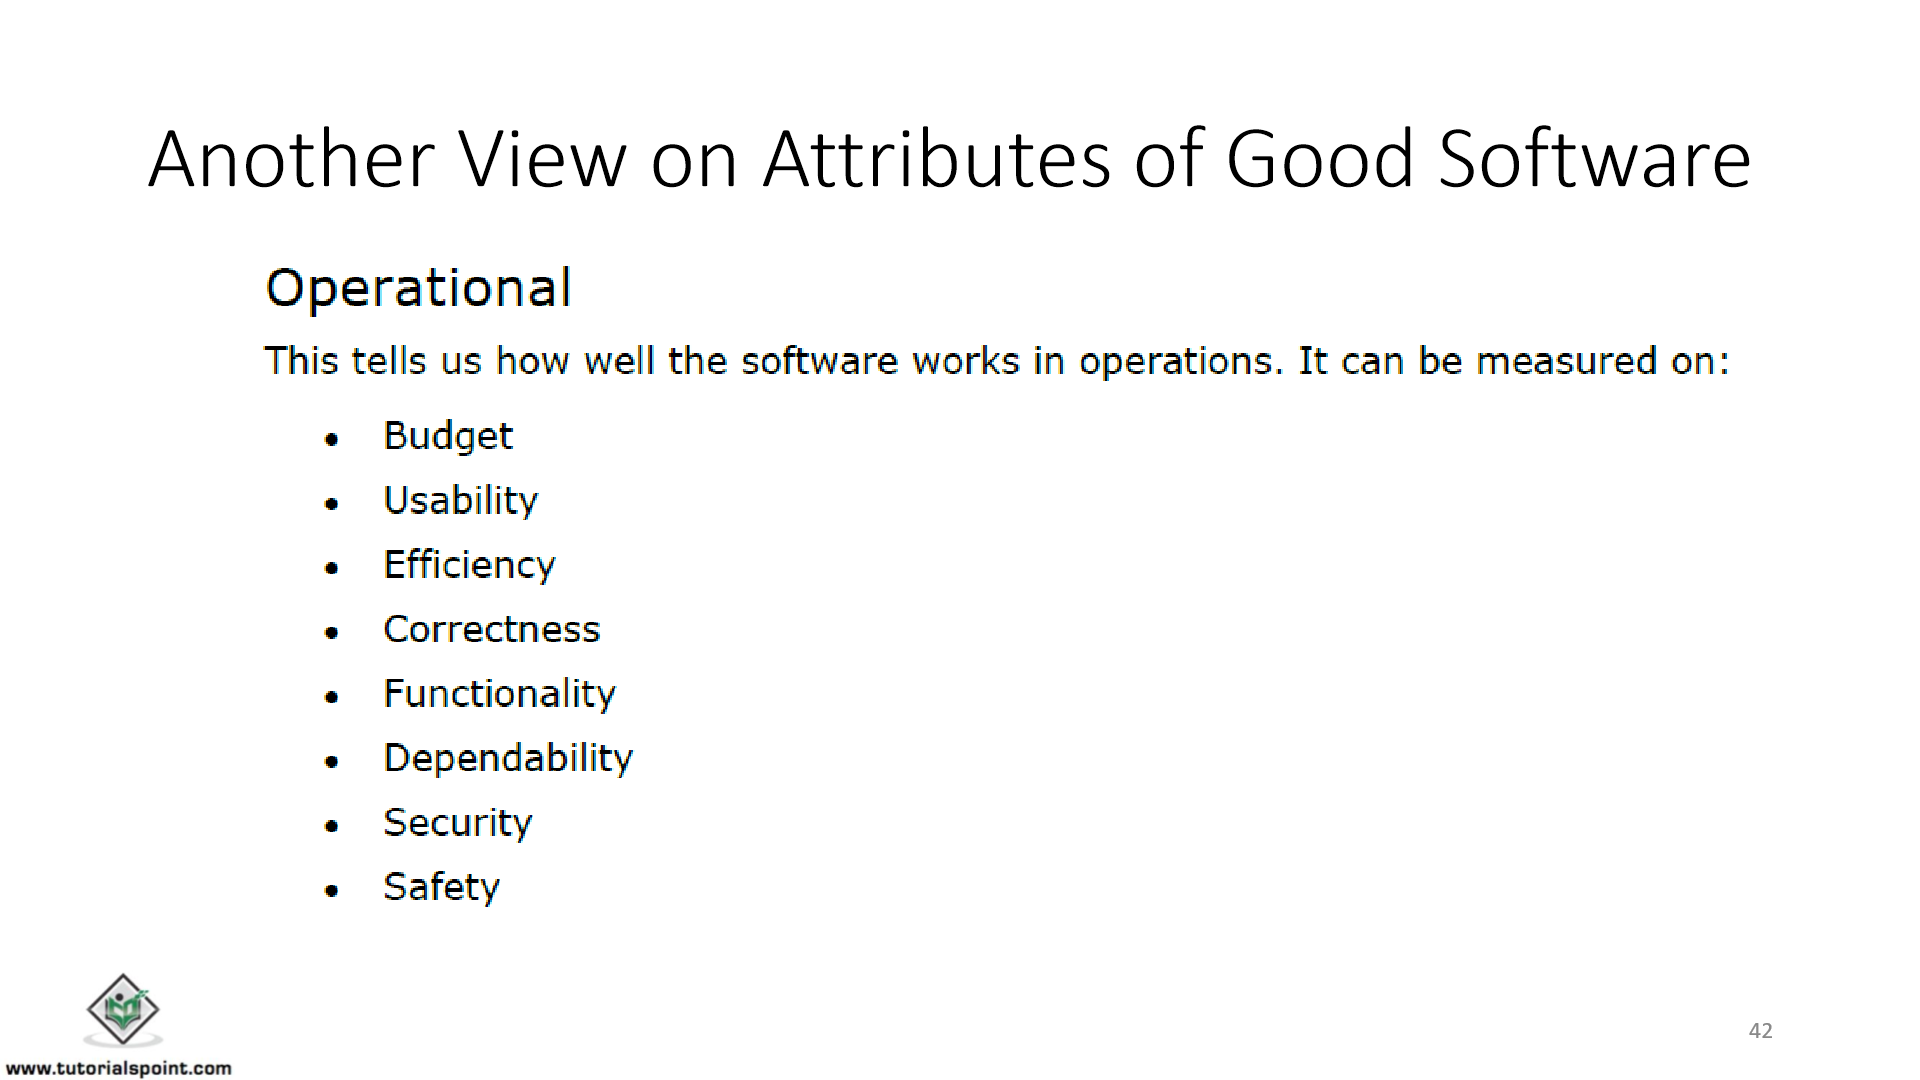 Another View on Attributes of Good Software
Operational
This tells us how well the software works in operations. It can be measured on:
• Budget
• Usability
• Efficiency
• Correctness
• Functionality
• Dependability
• Security
• Safety
www.tutorialspoint.com
42